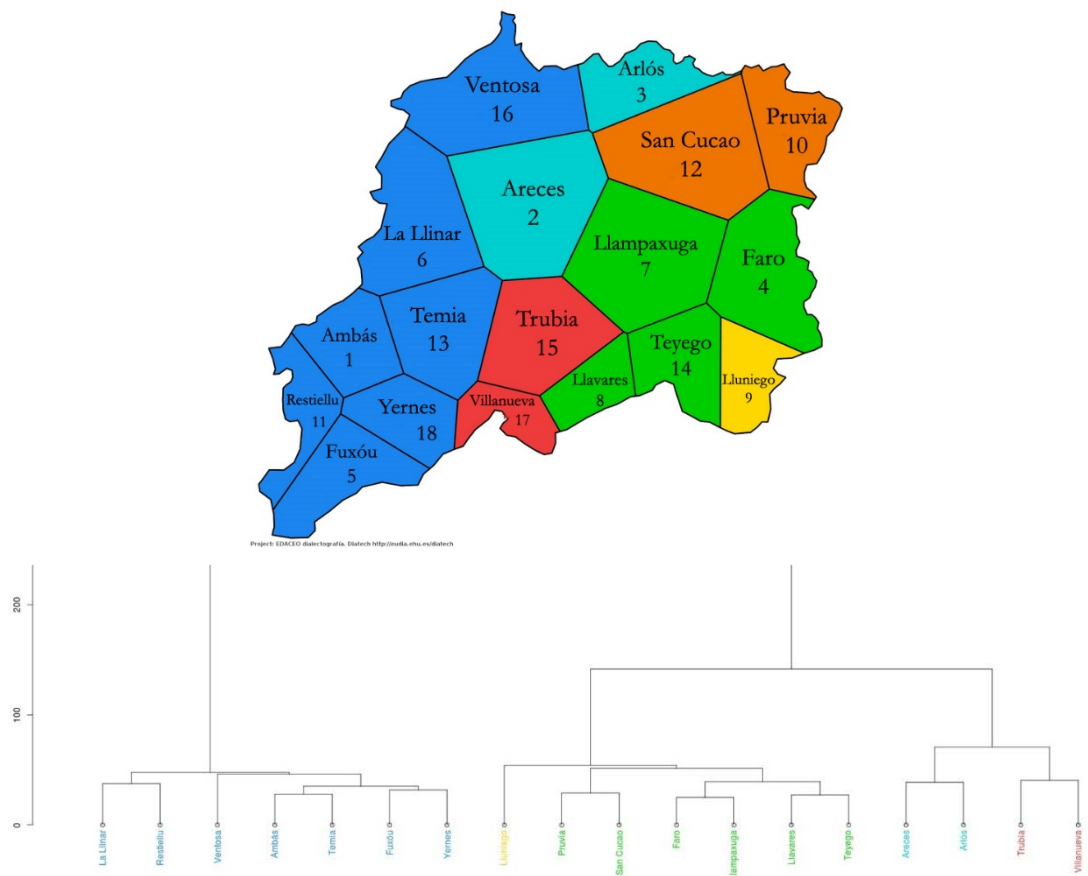 Arlós
3
Ventosa
16
Pruvia
10
San Cucao
12
Areces
2
La Llinar
6
Llampaxuga
7
Faro
4
Temia
13
Trubia
15
Ambás
1
Teyego
14
Llavares
8
Lluniego
9
Restiellu
11
Yernes
18
Villanueva
17
Fuxóu
5
Project: EDACEO dialectografía. Diatech http://eudia.ehu.es/diatech
200
100
0
La Llinar
Restiellu
Ventosa
Ambás
Temia
Fuxóu
Yernes
Lluniego
Pruvia
San Cucao
Faro
lampaxuga
Llavares
Teyego
Areces
Arlós
Trubia
Villanueva